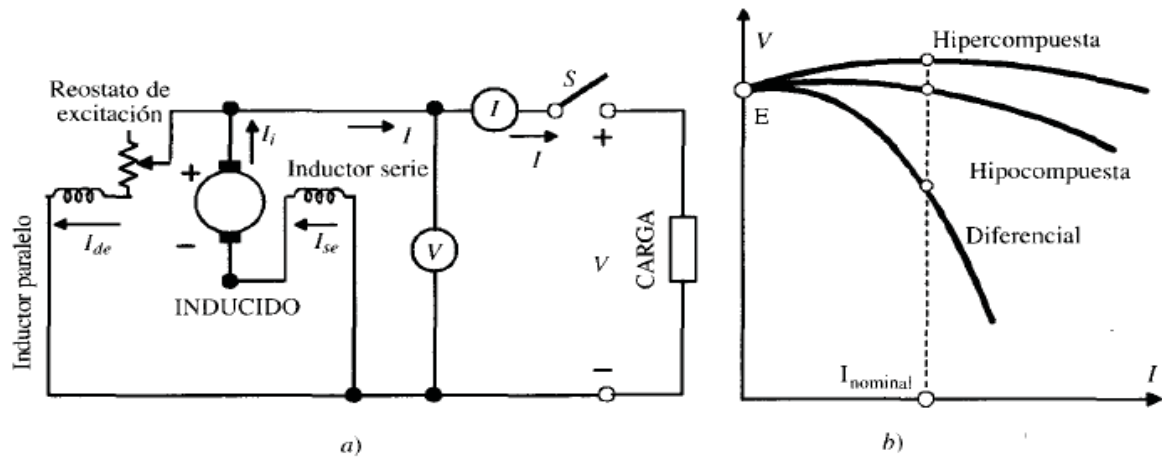 Reostato de
excitación
I_i
I
I
S
I
+
+
Inductor serie
I_de
−
I_se
V
V
CARGA
INDUCIDO
Inductor paralelo
−
a)
V
Hipercompuesta
E
Hipocompuesta
Diferencial
I_nominal
I
b)